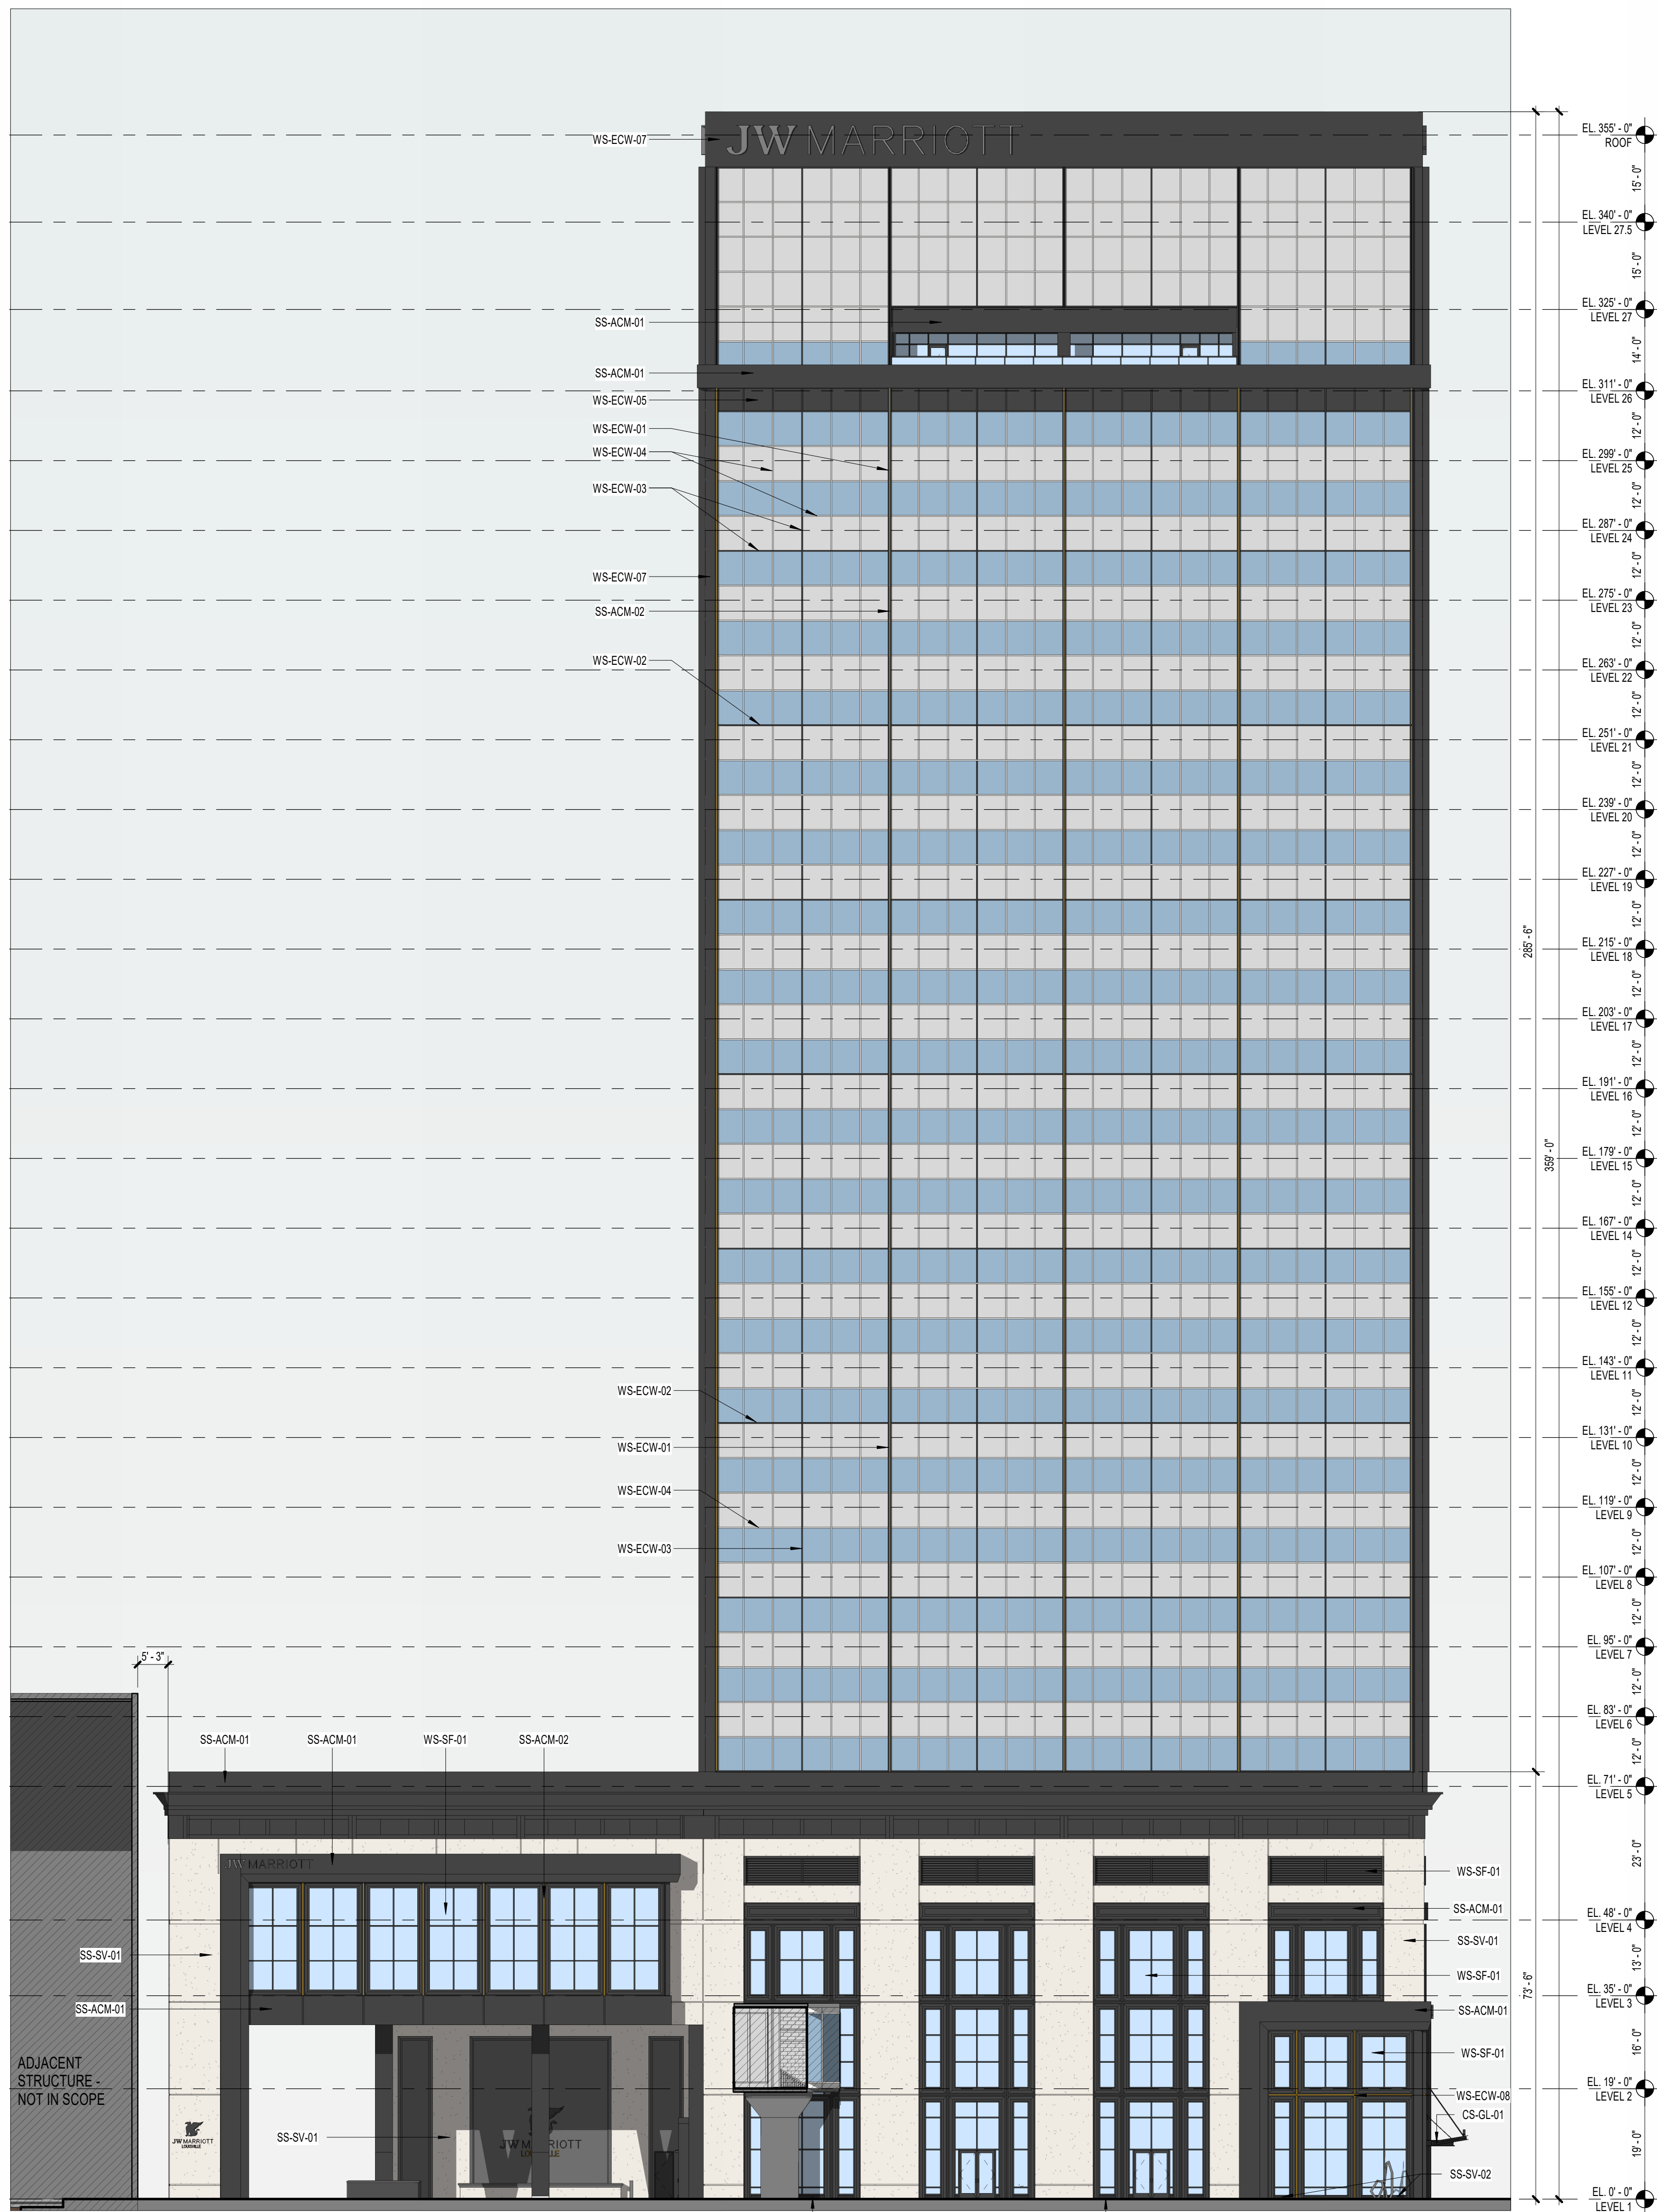 EL. 355' - 0"
ROOF
WS-ECW-07
JW MARRIOTT
15' - 0"
EL. 340' - 0"
LEVEL 27.5
15' - 0"
EL. 325' - 0"
LEVEL 27
SS-ACM-01
14' - 0"
SS-ACM-01
EL. 311' - 0"
LEVEL 26
WS-ECW-05
12' - 0"
WS-ECW-01
WS-ECW-04
EL. 299' - 0"
LEVEL 25
WS-ECW-03
12' - 0"
EL. 287' - 0"
LEVEL 24
12' - 0"
WS-ECW-07
EL. 275' - 0"
LEVEL 23
SS-ACM-02
12' - 0"
WS-ECW-02
EL. 263' - 0"
LEVEL 22
12' - 0"
EL. 251' - 0"
LEVEL 21
12' - 0"
EL. 239' - 0"
LEVEL 20
12' - 0"
EL. 227' - 0"
LEVEL 19
12' - 0"
285' - 6"
EL. 215' - 0"
LEVEL 18
12' - 0"
EL. 203' - 0"
LEVEL 17
12' - 0"
EL. 191' - 0"
LEVEL 16
12' - 0"
359' - 0"
EL. 179' - 0"
LEVEL 15
12' - 0"
EL. 167' - 0"
LEVEL 14
12' - 0"
EL. 155' - 0"
LEVEL 12
12' - 0"
EL. 143' - 0"
LEVEL 11
WS-ECW-02
12' - 0"
EL. 131' - 0"
LEVEL 10
WS-ECW-01
12' - 0"
WS-ECW-04
EL. 119' - 0"
LEVEL 9
WS-ECW-03
12' - 0"
EL. 107' - 0"
LEVEL 8
12' - 0"
EL. 95' - 0"
LEVEL 7
5' - 3"
12' - 0"
EL. 83' - 0"
LEVEL 6
SS-ACM-01
SS-ACM-01
WS-SF-01
SS-ACM-02
12' - 0"
EL. 71' - 0"
LEVEL 5
23' - 0"
JW MARRIOTT
WS-SF-01
SS-ACM-01
EL. 48' - 0"
LEVEL 4
SS-SV-01
SS-SV-01
13' - 0"
WS-SF-01
73' - 6"
EL. 35' - 0"
LEVEL 3
SS-ACM-01
SS-ACM-01
16' - 0"
WS-SF-01
ADJACENT
STRUCTURE -
NOT IN SCOPE
EL. 19' - 0"
LEVEL 2
WS-ECW-08
CS-GL-01
JW MARRIOTT
LOUISVILLE
SS-SV-01
JW MARRIOTT
19' - 0"
SS-SV-02
EL. 0' - 0"
LEVEL 1